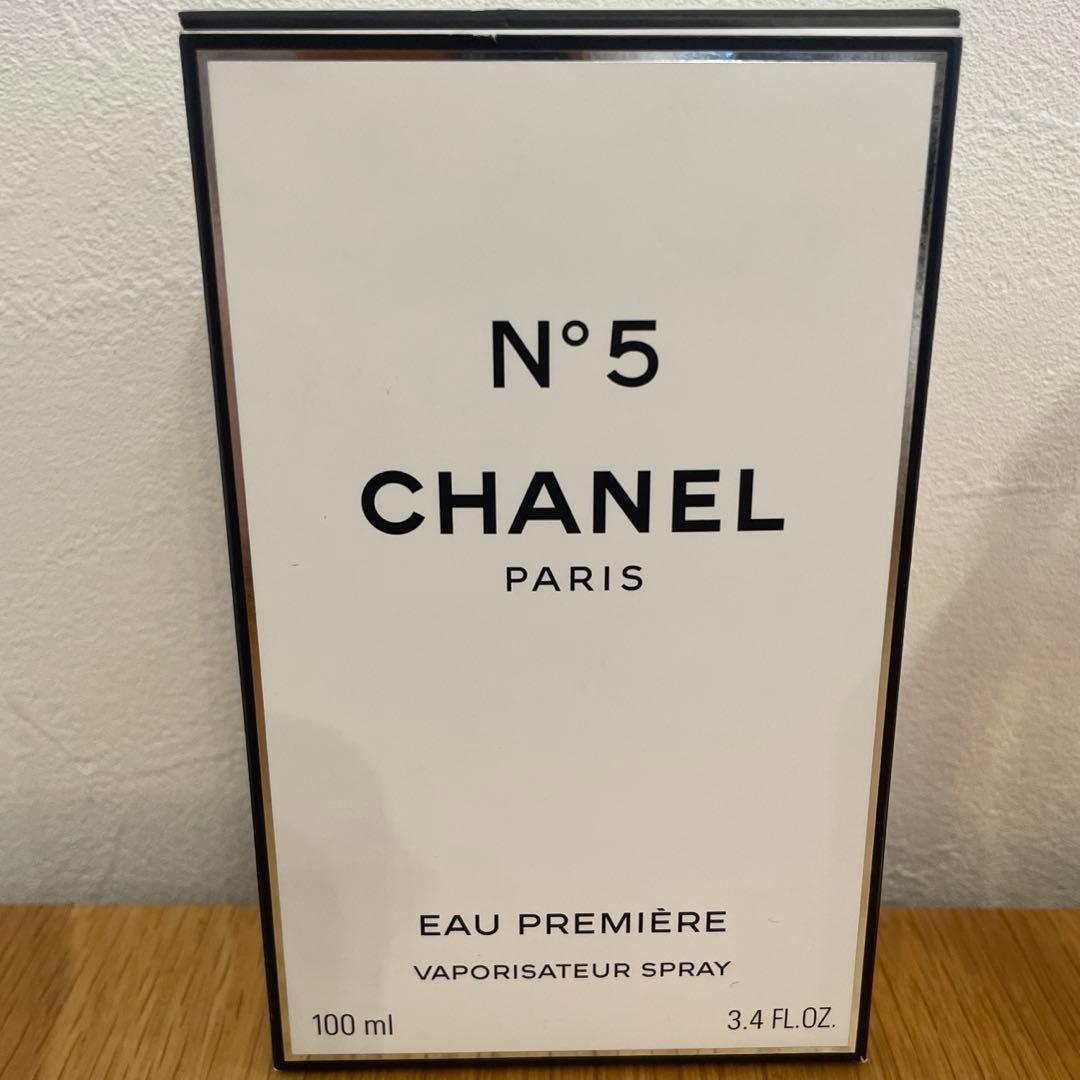 N°5
CHANEL
PARIS
EAU PREMIÈRE
VAPORISATEUR SPRAY
100 ml
3.4 FL.OZ.